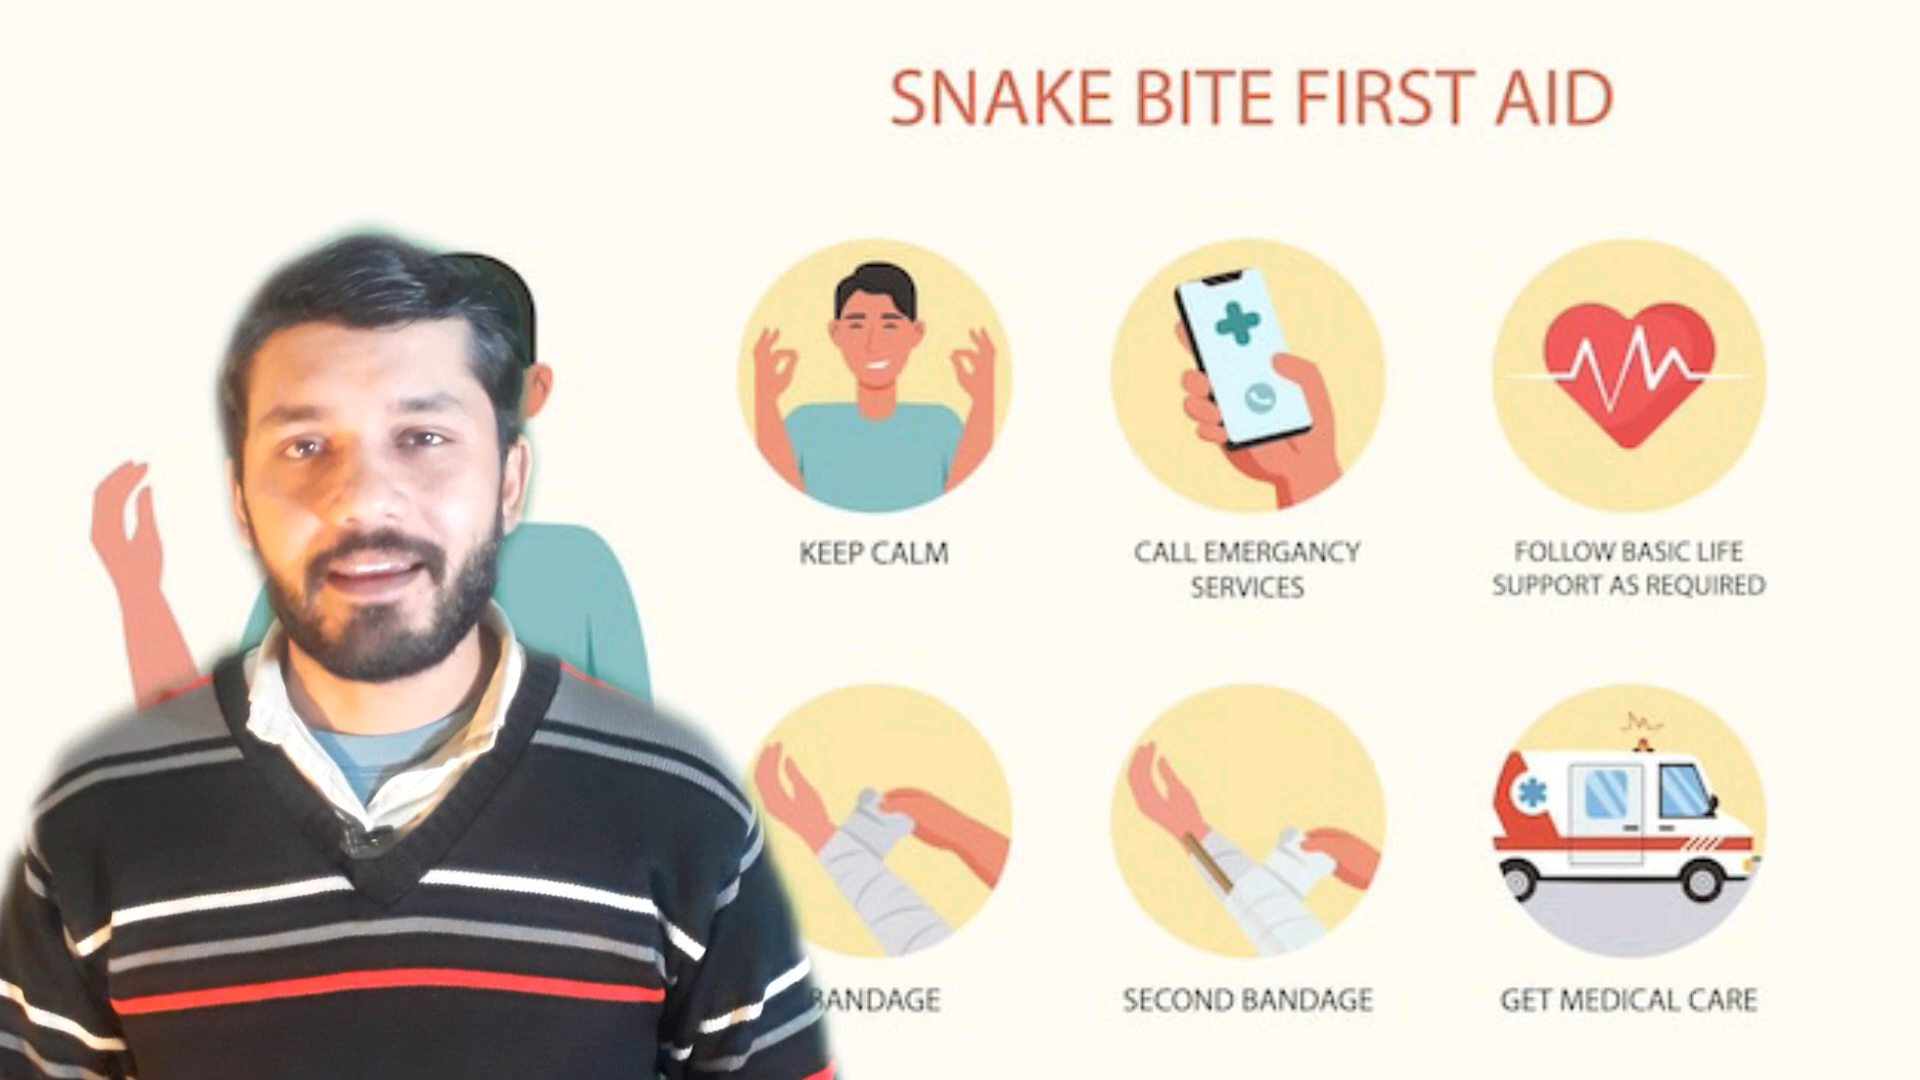 SNAKE BITE FIRST AID
KEEP CALM
CALL EMERGANCY
SERVICES
FOLLOW BASIC LIFE
SUPPORT AS REQUIRED
BANDAGE
SECOND BANDAGE
GET MEDICAL CARE